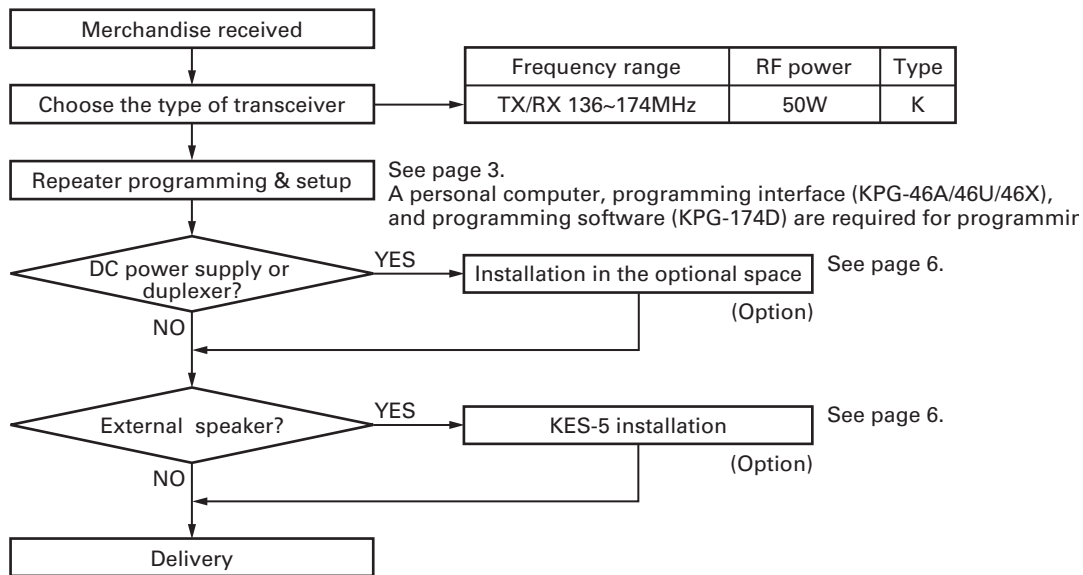 Merchandise received
Choose the type of transceiver
Frequency range RF power Type
TX/RX 136~174MHz 50W K
Repeater programming & setup
See page 3.
A personal computer, programming interface (KPG-46A/46U/46X),
and programming software (KPG-174D) are required for programmin
DC power supply or
duplexer?
YES
Installation in the optional space
See page 6.
(Option)
NO
External speaker?
YES
KES-5 installation
See page 6.
(Option)
NO
Delivery